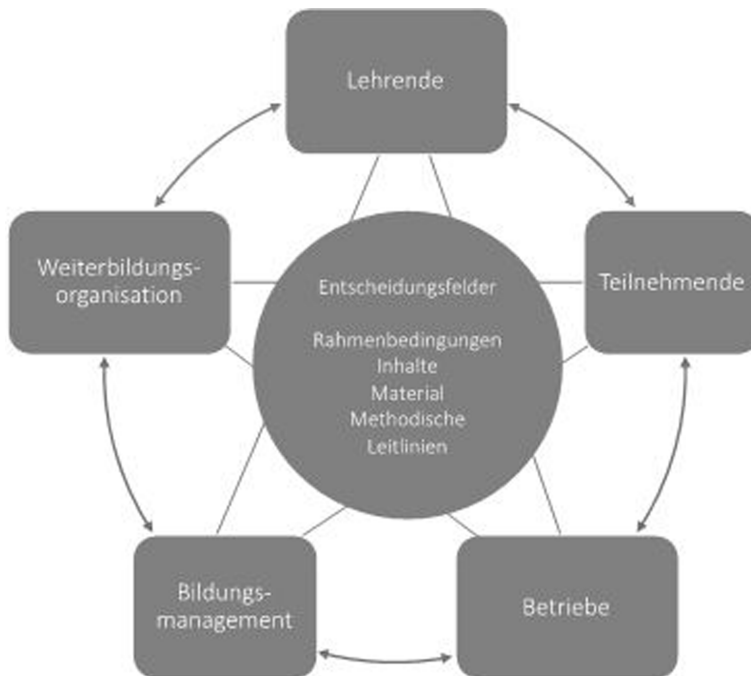 Lehrende
Weiterbildungs-
organisation
Teilnehmende
Entscheidungsfelder
Rahmenbedingungen
Inhalte
Material
Methodische
Leitlinien
Bildungs-
management
Betriebe